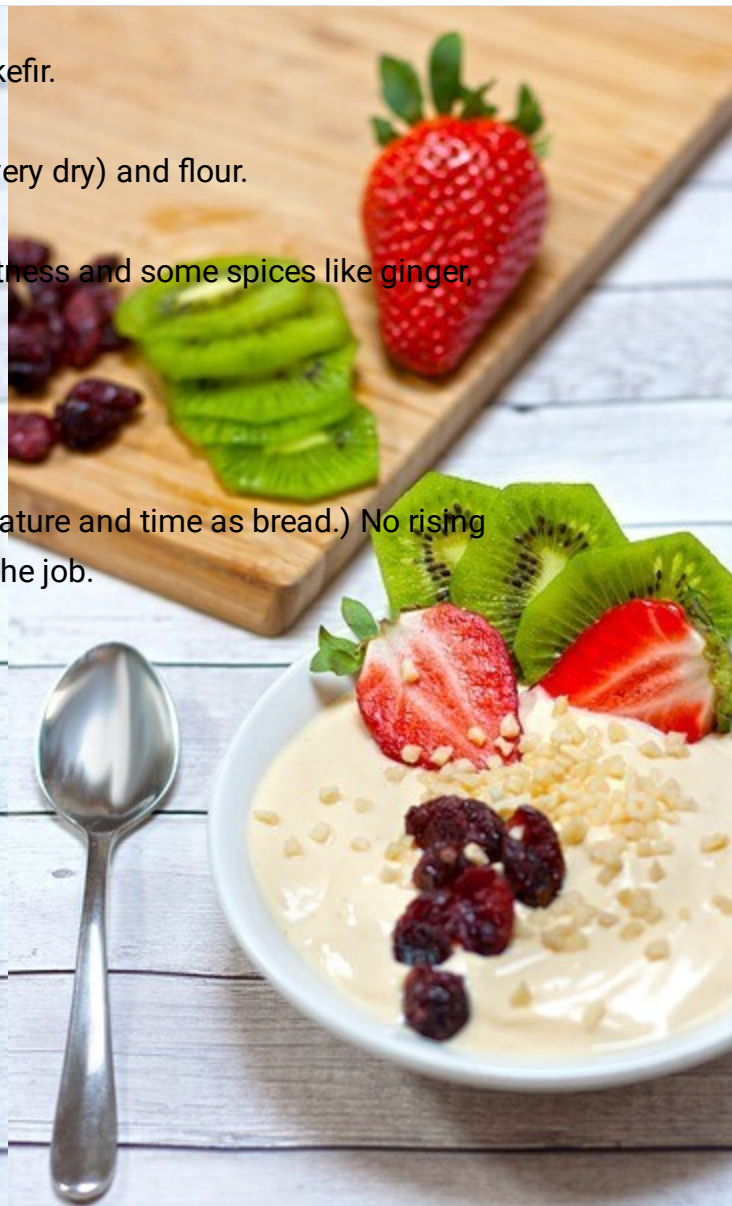 kefir.
ery dry) and flour.
tness and some spices like ginger,
ature and time as bread.) No rising
he job.